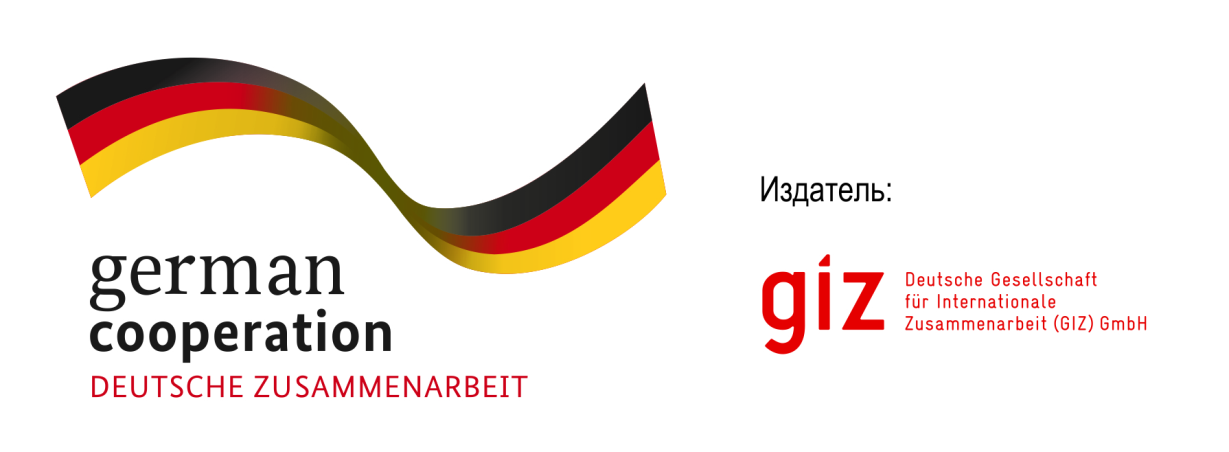 german
cooperation
DEUTSCHE ZUSAMMENARBEIT
Издатель:
giz
Deutsche Gesellschaft
für Internationale
Zusammenarbeit (GIZ) GmbH